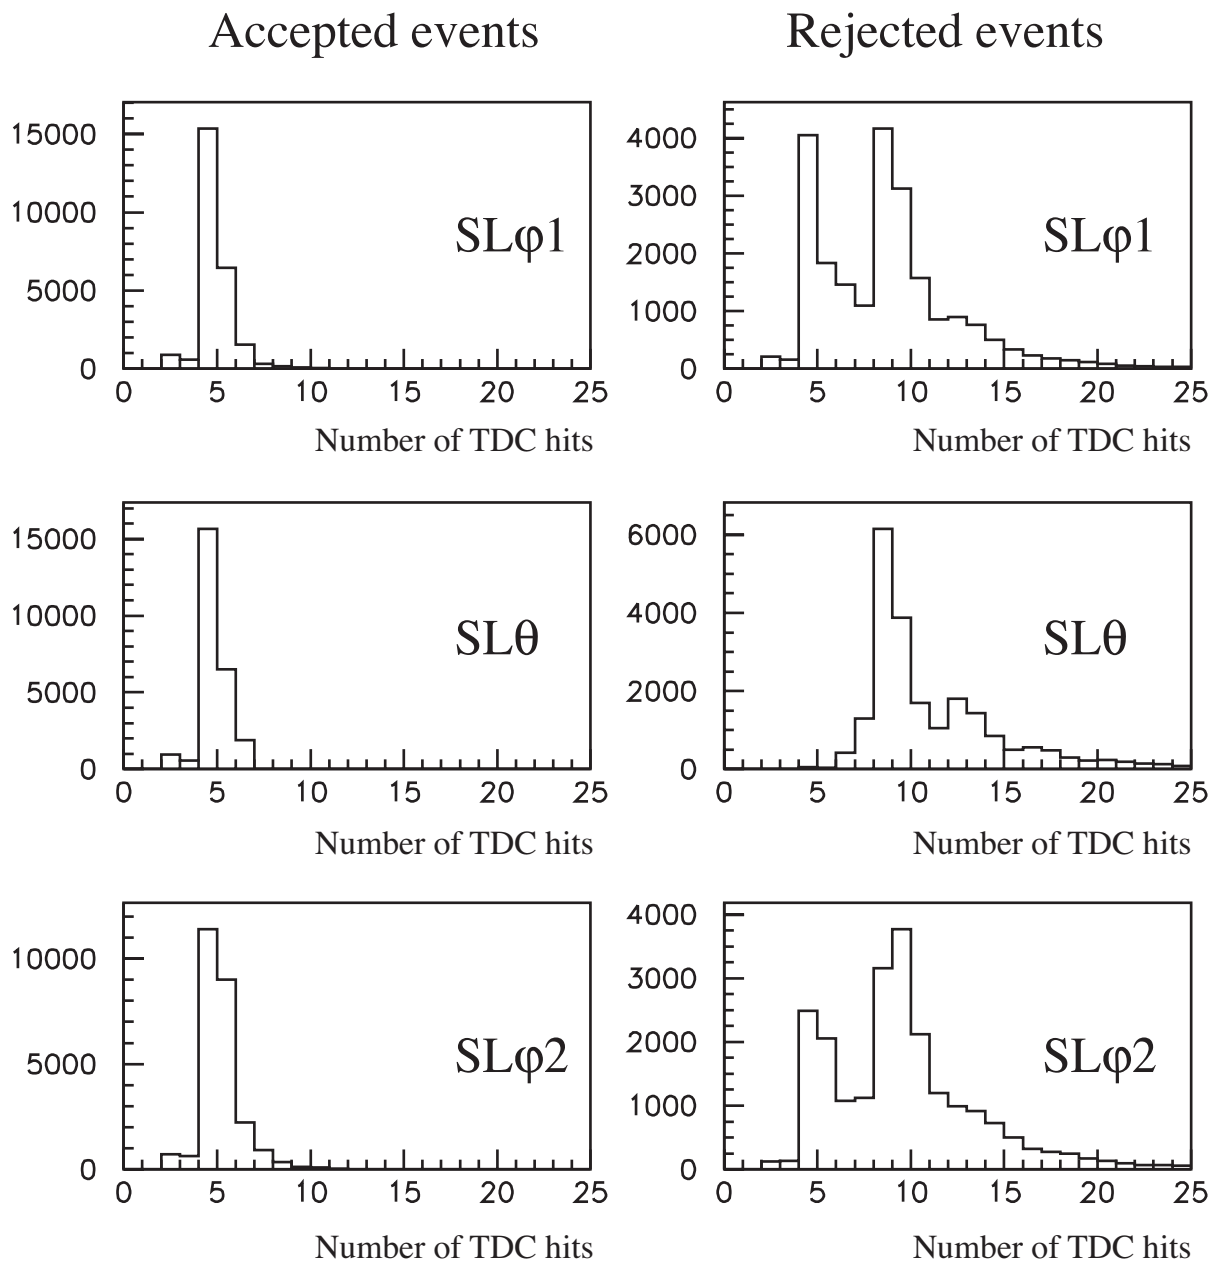 Accepted events
Rejected events
15000
10000
5000
0
0 5 10 15 20 25
Number of TDC hits
SLφ1
4000
3000
2000
1000
0
0 5 10 15 20 25
Number of TDC hits
SLφ1
15000
10000
5000
0
0 5 10 15 20 25
Number of TDC hits
SLθ
6000
4000
2000
0
0 5 10 15 20 25
Number of TDC hits
SLθ
10000
5000
0
0 5 10 15 20 25
Number of TDC hits
SLφ2
4000
3000
2000
1000
0
0 5 10 15 20 25
Number of TDC hits
SLφ2